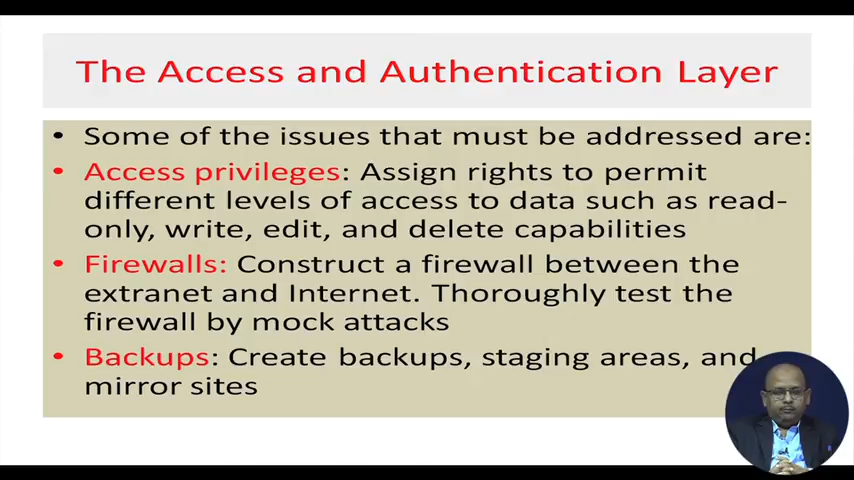 The Access and Authentication Layer
• Some of the issues that must be addressed are:
• Access privileges: Assign rights to permit
different levels of access to data such as read-
only, write, edit, and delete capabilities
• Firewalls: Construct a firewall between the
extranet and Internet. Thoroughly test the
firewall by mock attacks
• Backups: Create backups, staging areas, and
mirror sites